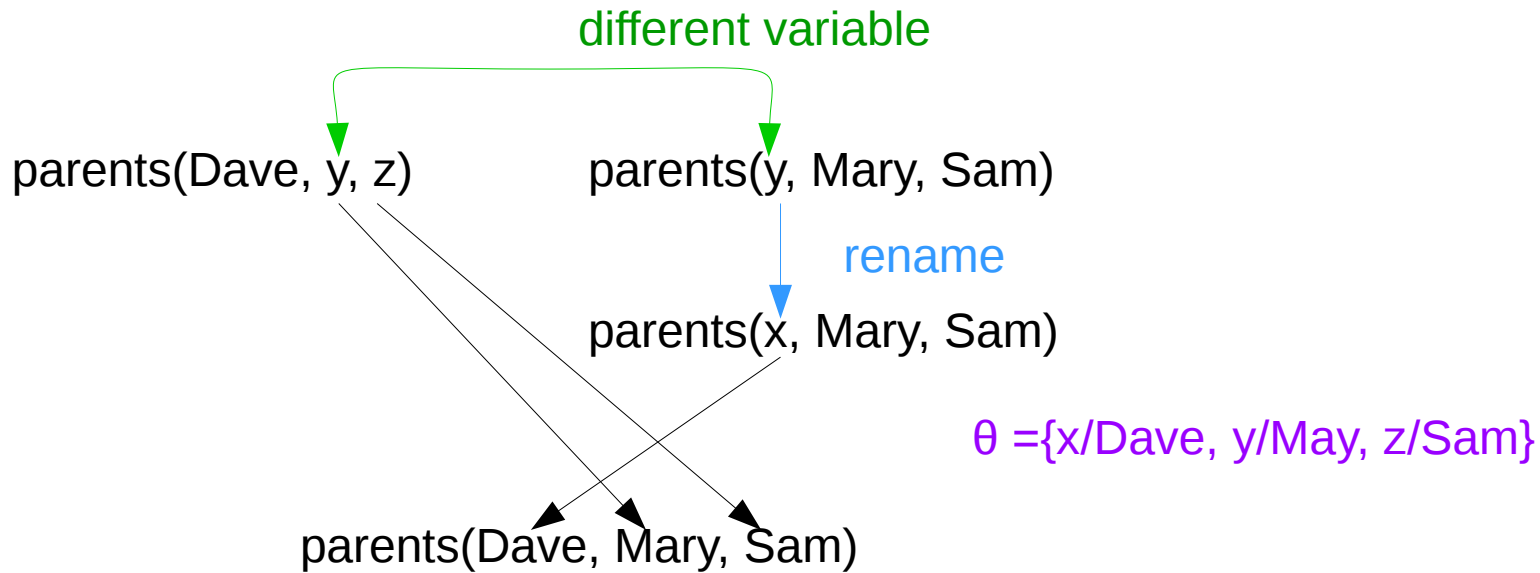 different variable
parents(Dave, y, z)
parents(y, Mary, Sam)
rename
parents(x, Mary, Sam)
θ ={x/Dave, y/May, z/Sam}
parents(Dave, Mary, Sam)